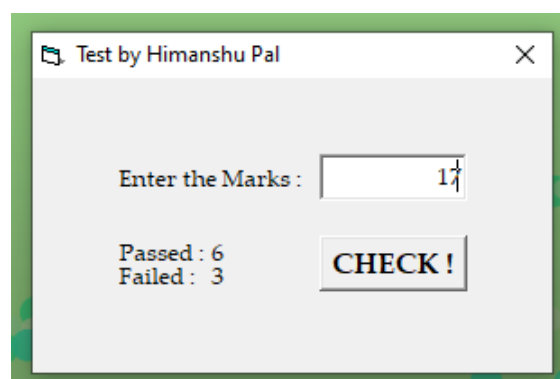 Test by Himanshu Pal
Enter the Marks : 17
Passed : 6
Failed : 3
CHECK !